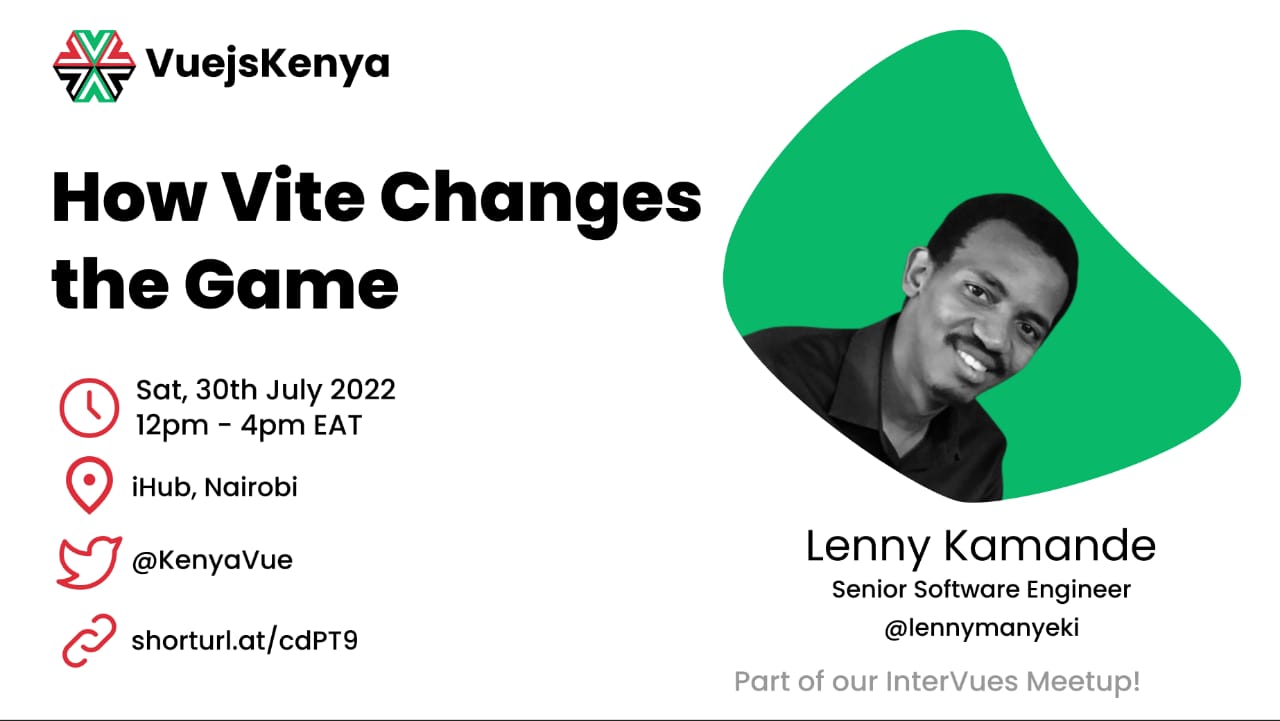 VuejsKenya
How Vite Changes
the Game
Sat, 30th July 2022
12pm - 4pm EAT
iHub, Nairobi
@KenyaVue
shorturl.at/cdPT9
Lenny Kamande
Senior Software Engineer
@lennymanyeki
Part of our InterVues Meetup!